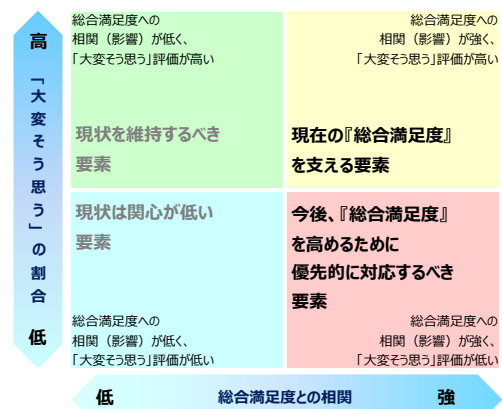 高
「大変そう思う」の割合
低
総合満足度への
相関（影響）が低く、
「大変そう思う」評価が高い
現状を維持するべき
要素
総合満足度への
相関（影響）が強く、
「大変そう思う」評価が高い
現在の『総合満足度』
を支える要素
現状は関心が低い
要素
総合満足度への
相関（影響）が低く、
「大変そう思う」評価が低い
今後、『総合満足度』
を高めるために
優先的に対応するべき
要素
総合満足度への
相関（影響）が強く、
「大変そう思う」評価が低い
低
総合満足度との相関
強